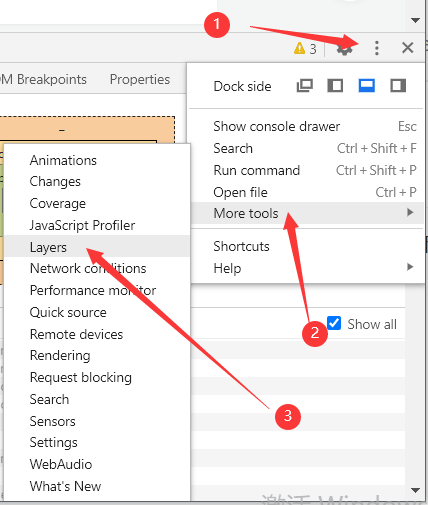 1
3
OM Breakpoints
Properties
Dock side
Show console drawer Esc
Search Ctrl + Shift + F
Run command Ctrl + Shift + P
Open file Ctrl + P
More tools
Shortcuts
Help
2
Show all
Animations
Changes
Coverage
JavaScript Profiler
Layers
Network conditions
Performance monitor
Quick source
Remote devices
Rendering
Request blocking
3
Search
Sensors
Settings
WebAudio
What's New
激活 Windows